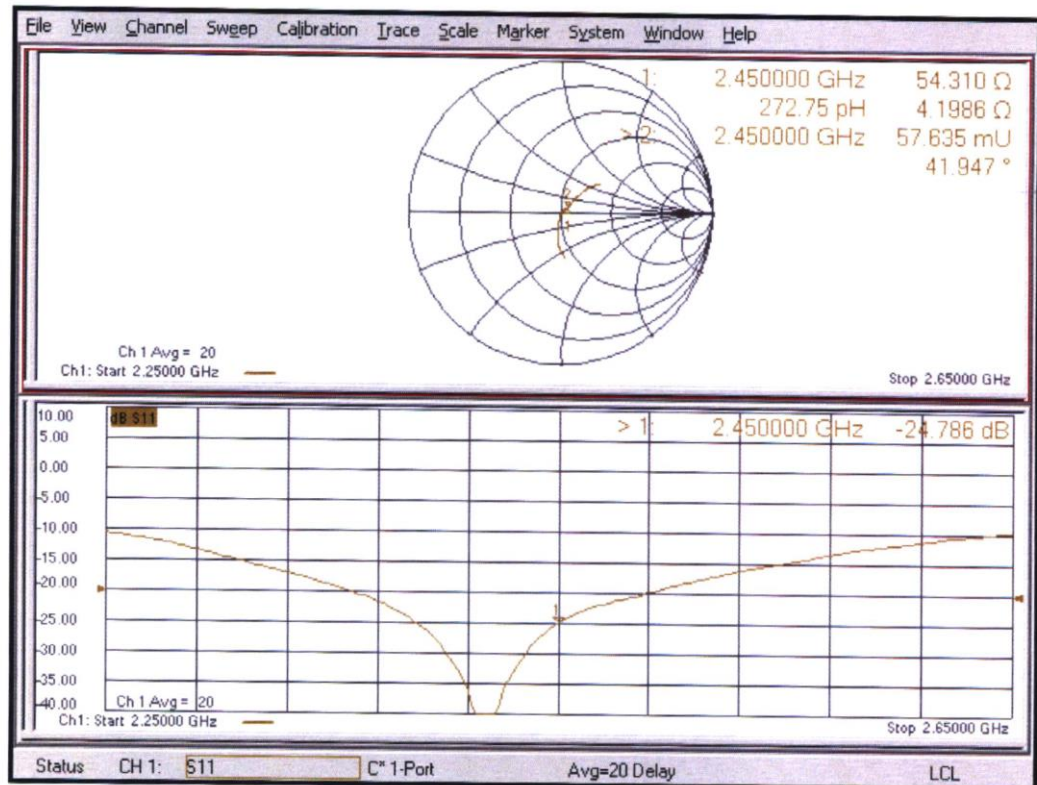 File View Channel Sweep Calibration Trace Scale Marker System Window Help
1: 2.450000 GHz 54.310 Ω
272.75 pH 4.1986 Ω
> 2: 2.450000 GHz 57.635 mU
41.947 °
2
1
Ch 1 Avg = 20
Ch1: Start 2.25000 GHz
Stop 2.65000 GHz
dB S11
> 1: 2.450000 GHz -24.786 dB
10.00
5.00
0.00
-5.00
-10.00
-15.00
-20.00
-25.00
-30.00
-35.00
-40.00
1
Ch 1 Avg = 20
Ch1: Start 2.25000 GHz
Stop 2.65000 GHz
Status CH 1: S11 C* 1-Port Avg=20 Delay LCL